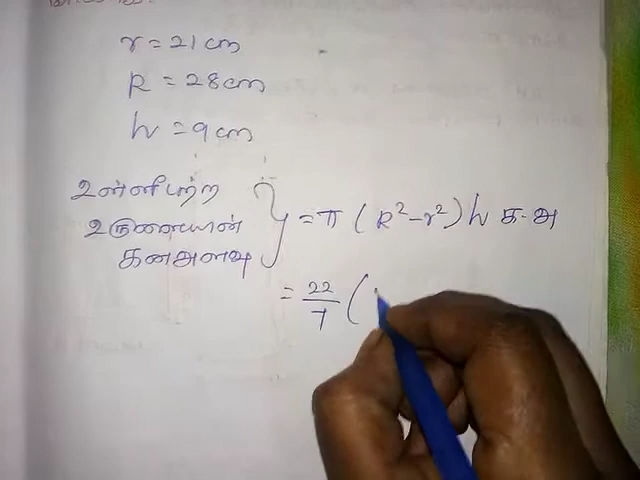 r = 21 cm
R = 28 cm
h = 9 cm
உள்ளீடற்ற
உருளையின்
கனஅளவு } = π (R² – r²) h க.அ
= 22/7 (